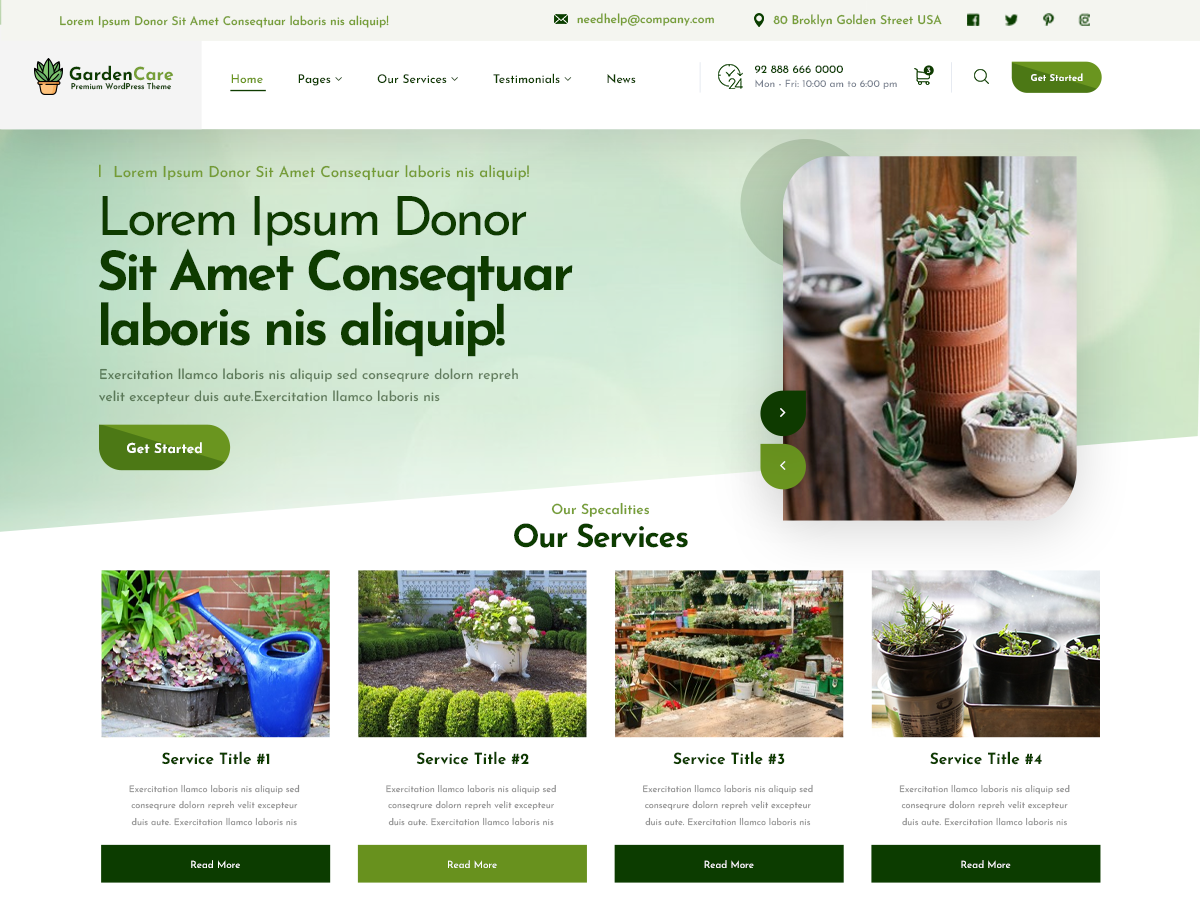 Lorem Ipsum Donor Sit Amet Conseqtuar laboris nis aliquip!
needhelp@company.com
80 Broklyn Golden Street USA
GardenCare
Premium WordPress Theme
Home
Pages
Our Services
Testimonials
News
24
92 888 666 0000
Mon - Fri: 10:00 am to 6:00 pm
3
Get Started
Lorem Ipsum Donor Sit Amet Conseqtuar laboris nis aliquip!
Lorem Ipsum Donor
Sit Amet Conseqtuar
laboris nis aliquip!
Exercitation llamco laboris nis aliquip sed conseqrure dolorn repreh
velit excepteur duis aute.Exercitation llamco laboris nis
Get Started
Our Specalities
Our Services
Service Title #1
Exercitation llamco laboris nis aliquip sed
conseqrure dolorn repreh velit excepteur
duis aute. Exercitation llamco laboris nis
Read More
Service Title #2
Exercitation llamco laboris nis aliquip sed
conseqrure dolorn repreh velit excepteur
duis aute. Exercitation llamco laboris nis
Read More
Service Title #3
Exercitation llamco laboris nis aliquip sed
conseqrure dolorn repreh velit excepteur
duis aute. Exercitation llamco laboris nis
Read More
Service Title #4
Exercitation llamco laboris nis aliquip sed
conseqrure dolorn repreh velit excepteur
duis aute. Exercitation llamco laboris nis
Read More